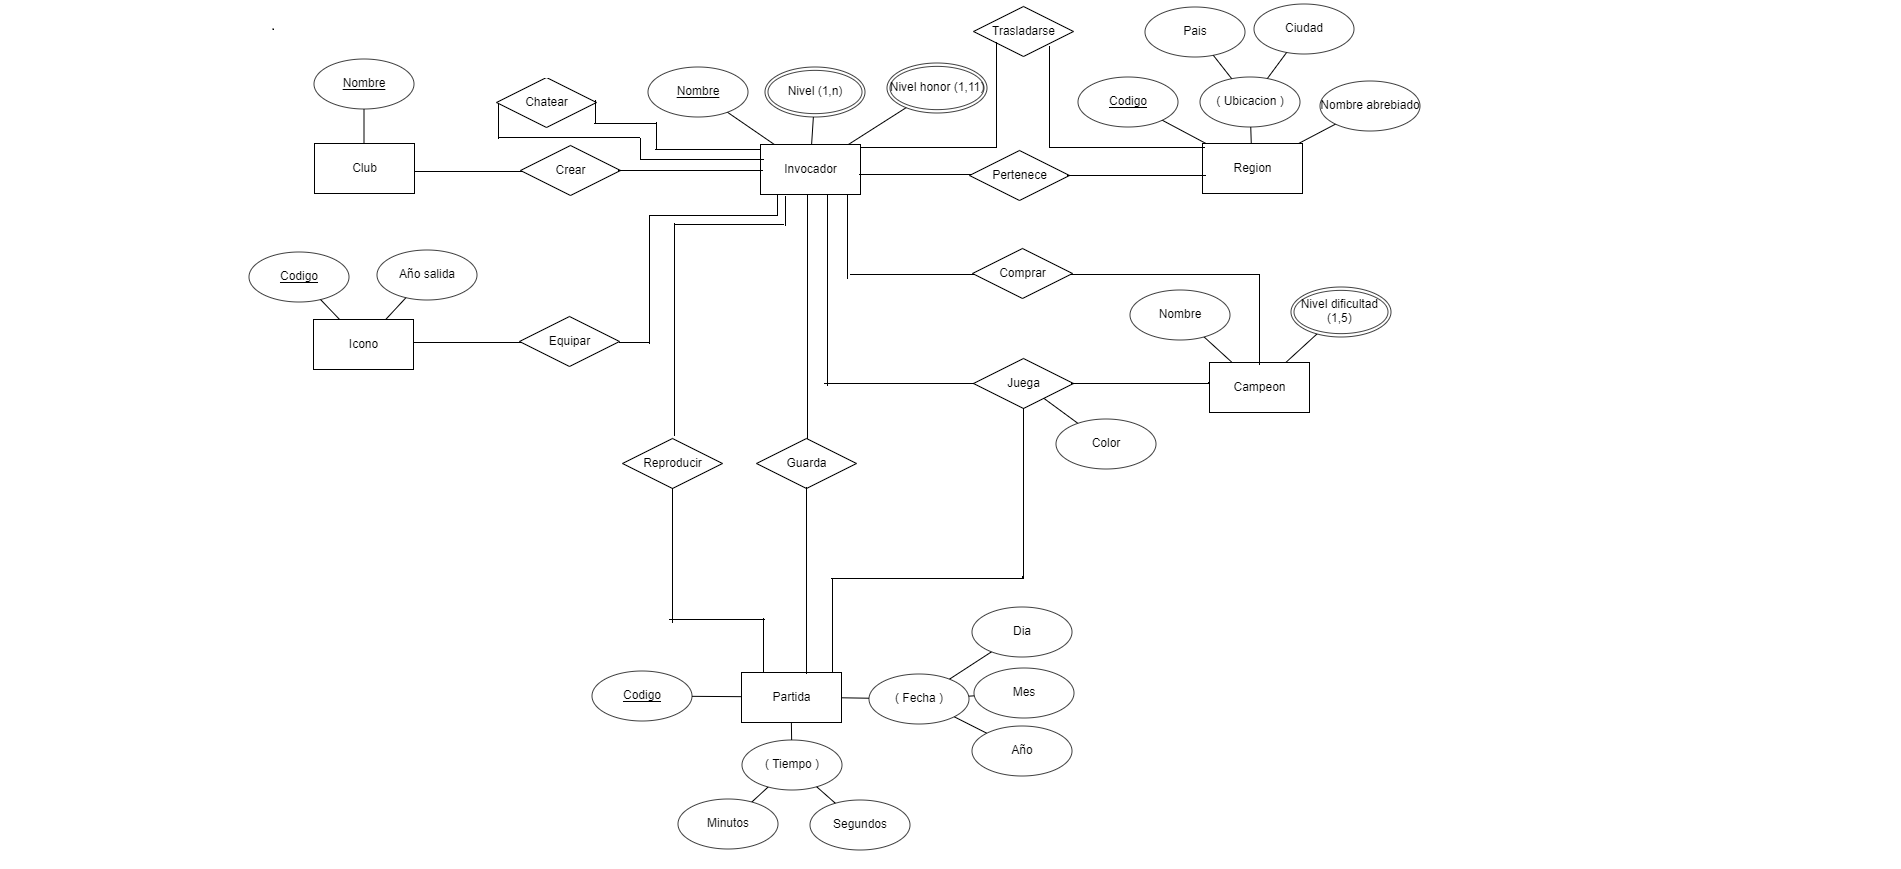 Trasladarse
Pais
Ciudad
.
Nombre
Chatear
Nombre
Nivel (1,n)
Nivel honor (1,11)
Codigo
( Ubicacion )
Nombre abrebiado
Club
Crear
Invocador
Pertenece
Region
Codigo
Año salida
Comprar
Nombre
Nivel dificultad
(1,5)
Icono
Equipar
Juega
Campeon
Color
Reproducir
Guarda
Dia
Codigo
Partida
( Fecha )
Mes
Año
( Tiempo )
Minutos
Segundos